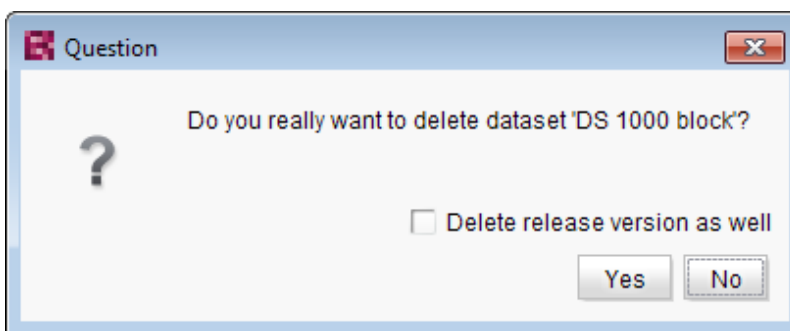 Question
Do you really want to delete dataset 'DS 1000 block'?
?
Delete release version as well
Yes
No